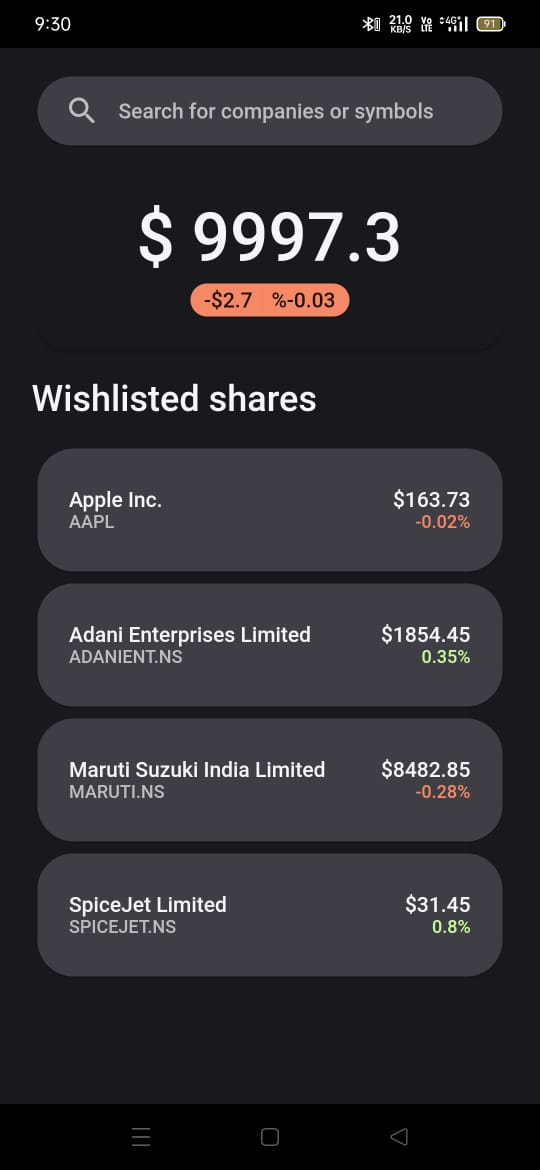 9:30
21.0 KB/S Vo LTE 4G+ 91
Search for companies or symbols
$ 9997.3
-$2.7 %-0.03
Wishlisted shares
Apple Inc. $163.73
AAPL -0.02%
Adani Enterprises Limited $1854.45
ADANIENT.NS 0.35%
Maruti Suzuki India Limited $8482.85
MARUTI.NS -0.28%
SpiceJet Limited $31.45
SPICEJET.NS 0.8%